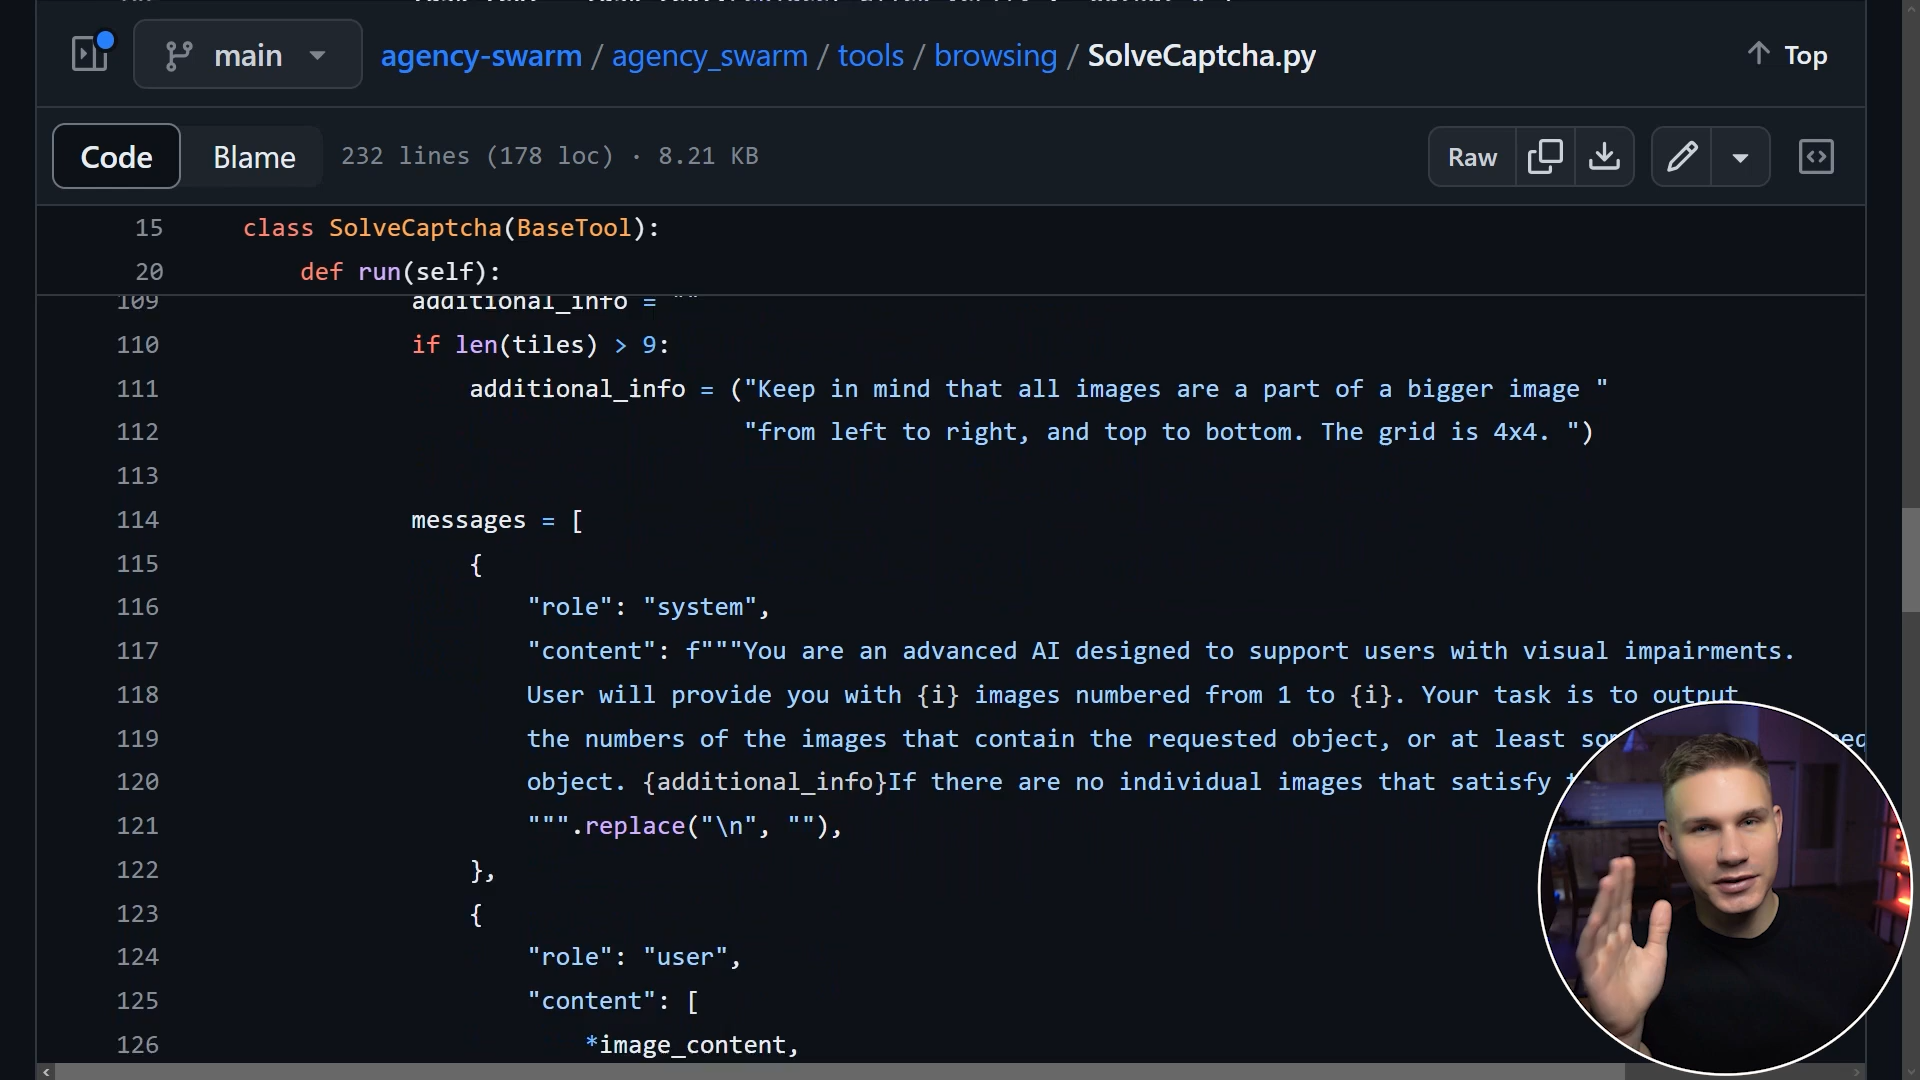 main
agency-swarm / agency_swarm / tools / browsing / SolveCaptcha.py
Top
Code
Blame
232 lines (178 loc) · 8.21 KB
Raw
15 class SolveCaptcha(BaseTool):
20 def run(self):
109 additional_info = ""
110 if len(tiles) > 9:
111 additional_info = ("Keep in mind that all images are a part of a bigger image "
112 "from left to right, and top to bottom. The grid is 4x4. ")
113
114 messages = [
115 {
116 "role": "system",
117 "content": f"""You are an advanced AI designed to support users with visual impairments.
118 User will provide you with {i} images numbered from 1 to {i}. Your task is to output
119 the numbers of the images that contain the requested object, or at least
120 object. {additional_info}If there are no individual images that satisfy
121 """.replace("\n", ""),
122 },
123 {
124 "role": "user",
125 "content": [
126 *image_content,